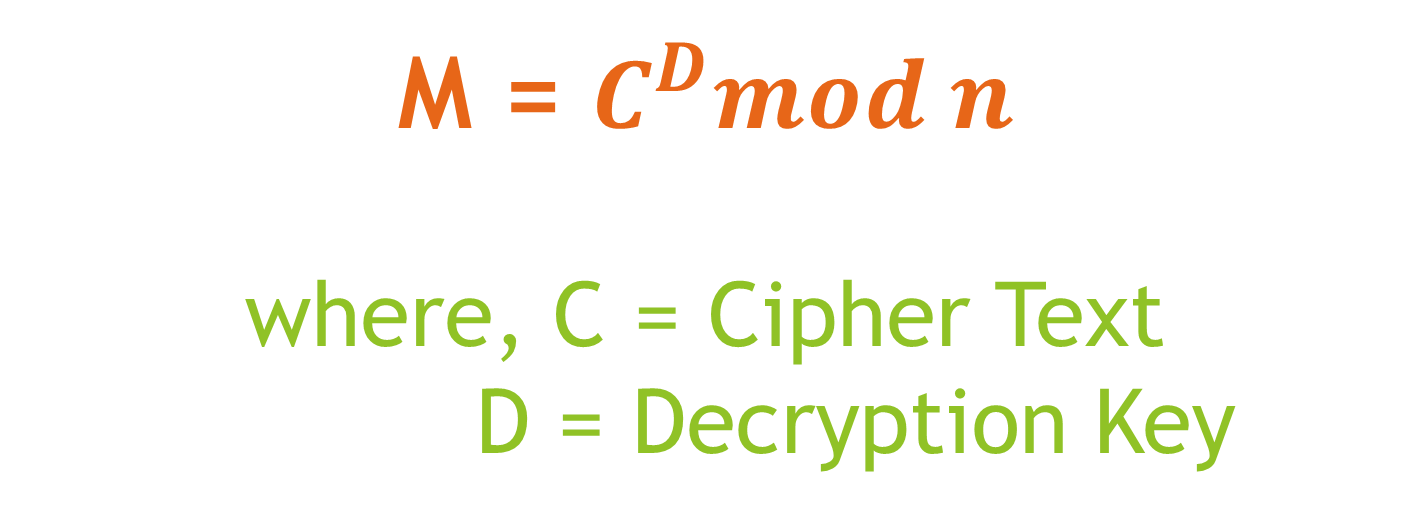 M = C^D mod n
where, C = Cipher Text
D = Decryption Key